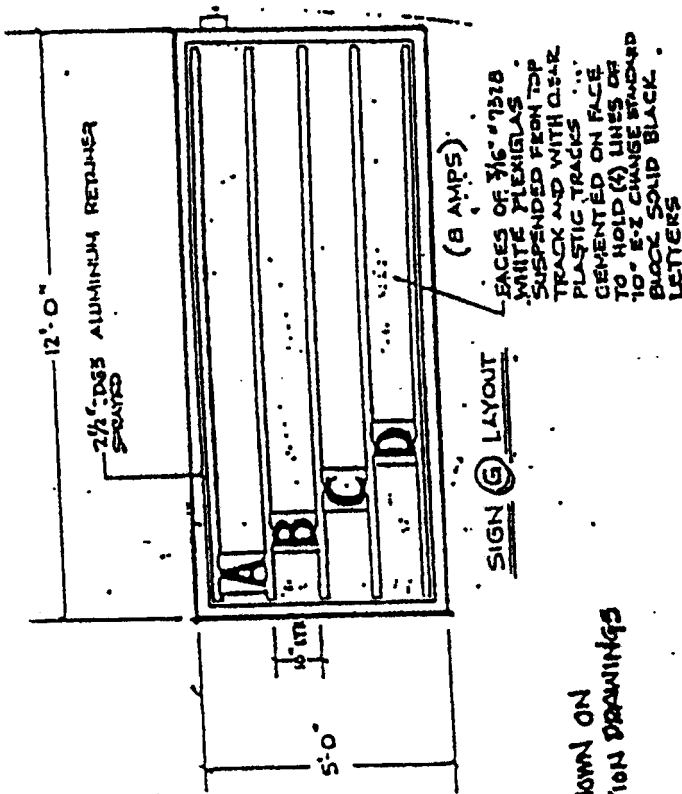 12'-0"
2½"-D63 ALUMINUM RETAINER
SPRAYED
A
B
C
D
10" LTR
5'-0"
(8 AMPS)
FACES OF 3/16" #7328
WHITE PLEXIGLAS
SUSPENDED FROM TOP
TRACK AND WITH CLEAR
PLASTIC TRACKS
CEMENTED ON FACE
TO HOLD (4) LINES OF
10" E-Z CHANGE STANDARD
BLOCK SOLID BLACK
LETTERS
SIGN G LAYOUT
OWN ON
ION DRAWINGS